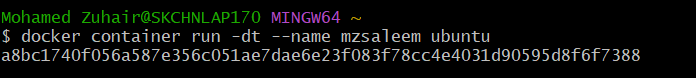 Mohamed Zuhair@SKCHNLAP170 MINGW64 ~
$ docker container run -dt --name mzsaleem ubuntu
a8bc1740f056a587e356c051ae7dae6e23f083f78cc4e4031d90595d8f6f7388